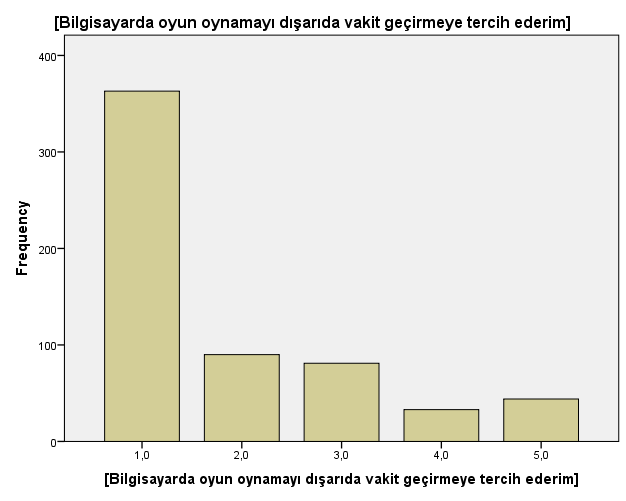 [Bilgisayarda oyun oynamayı dışarıda vakit geçirmeye tercih ederim]
400
300
200
100
0
Frequency
1,0 2,0 3,0 4,0 5,0
[Bilgisayarda oyun oynamayı dışarıda vakit geçirmeye tercih ederim]